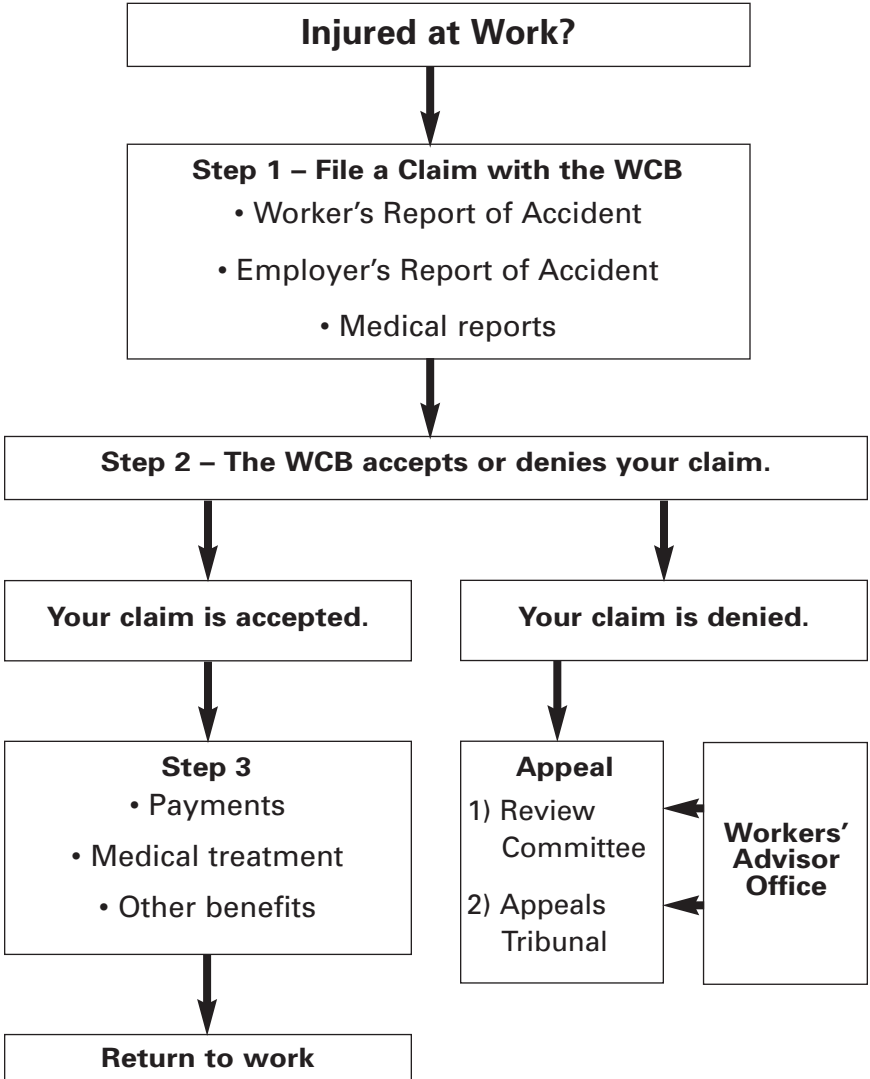 Injured at Work?
Step 1 – File a Claim with the WCB
• Worker's Report of Accident
• Employer's Report of Accident
• Medical reports
Step 2 – The WCB accepts or denies your claim.
Your claim is accepted.
Your claim is denied.
Step 3
• Payments
• Medical treatment
• Other benefits
Appeal
1) Review
Committee
2) Appeals
Tribunal
Workers'
Advisor
Office
Return to work